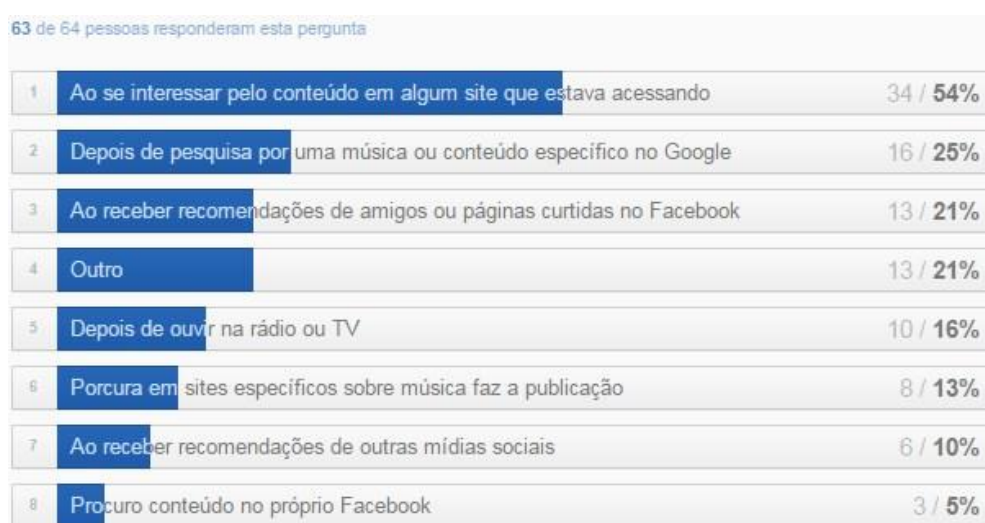 63 de 64 pessoas responderam esta pergunta
1 Ao se interessar pelo conteúdo em algum site que estava acessando 34 / 54%
2 Depois de pesquisa por uma música ou conteúdo específico no Google 16 / 25%
3 Ao receber recomendações de amigos ou páginas curtidas no Facebook 13 / 21%
4 Outro 13 / 21%
5 Depois de ouvir na rádio ou TV 10 / 16%
6 Porcura em sites específicos sobre música faz a publicação 8 / 13%
7 Ao receber recomendações de outras mídias sociais 6 / 10%
8 Procuro conteúdo no próprio Facebook 3 / 5%